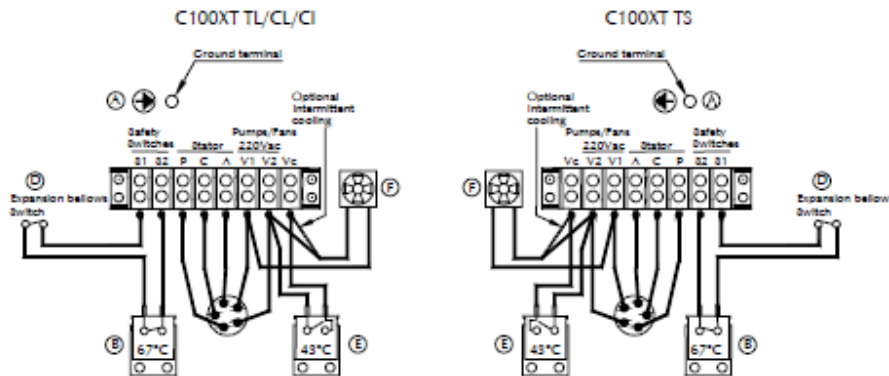 C100XT TL/CL/CI
Ground terminal
A
Optional
Intermittent
cooling
Safety
Switches
Stator
Pumps/Fans
220Vac
S1 S2 P C A V1 V2 Vc
D
Expansion bellows
Switch
F
B
67°C
E
43°C
C100XT TS
Ground terminal
A
Optional
Intermittent
cooling
Pumps/Fans
220Vac
Stator
Safety
Switches
Vc V2 V1 A C P S2 S1
F
D
Expansion bellow
Switch
E
43°C
67°C
B